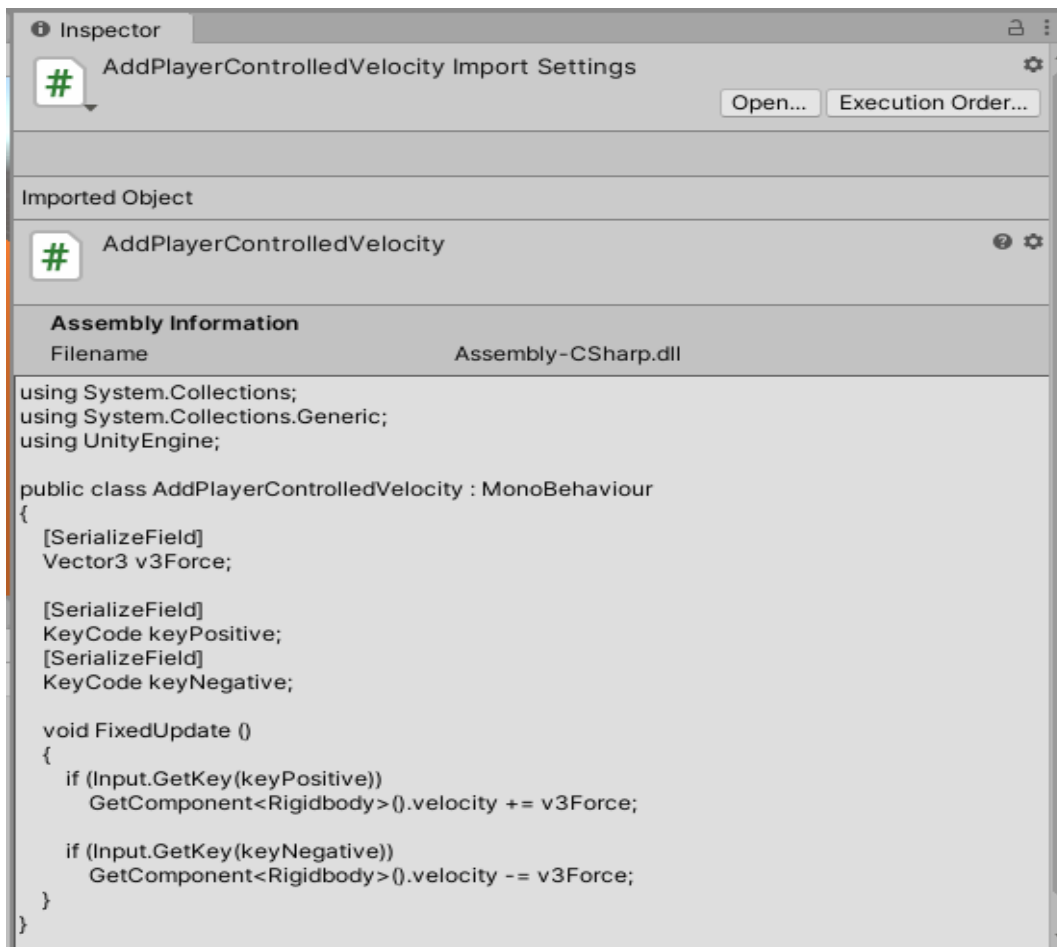 Inspector
AddPlayerControlledVelocity Import Settings
Open...
Execution Order...
Imported Object
AddPlayerControlledVelocity
Assembly Information
Filename Assembly-CSharp.dll
using System.Collections;
using System.Collections.Generic;
using UnityEngine;
public class AddPlayerControlledVelocity : MonoBehaviour
{
[SerializeField]
Vector3 v3Force;
[SerializeField]
KeyCode keyPositive;
[SerializeField]
KeyCode keyNegative;
void FixedUpdate ()
{
if (Input.GetKey(keyPositive))
GetComponent<Rigidbody>().velocity += v3Force;
if (Input.GetKey(keyNegative))
GetComponent<Rigidbody>().velocity -= v3Force;
}
}